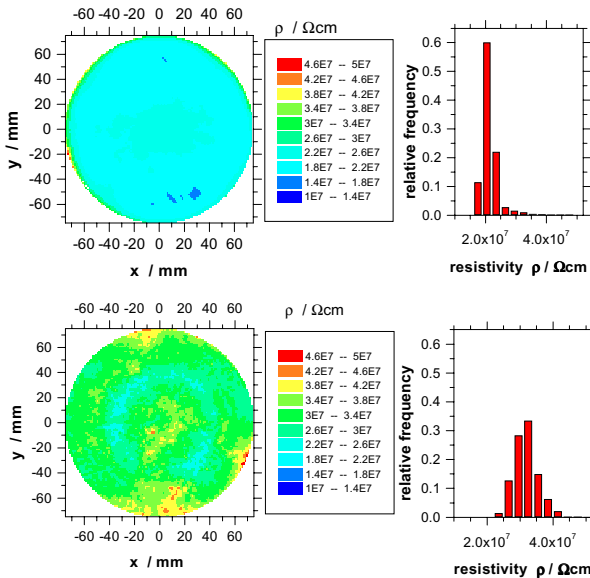 -60 -40 -20 0 20 40 60
60
40
20
0
-20
-40
-60
y / mm
-60 -40 -20 0 20 40 60
x / mm
ρ / Ωcm
4.6E7 -- 5E7
4.2E7 -- 4.6E7
3.8E7 -- 4.2E7
3.4E7 -- 3.8E7
3E7 -- 3.4E7
2.6E7 -- 3E7
2.2E7 -- 2.6E7
1.8E7 -- 2.2E7
1.4E7 -- 1.8E7
1E7 -- 1.4E7
0.6
0.5
0.4
0.3
0.2
0.1
0.0
relative frequency
2.0x10⁷ 4.0x10⁷
resistivity ρ / Ωcm
-60 -40 -20 0 20 40 60
60
40
20
0
-20
-40
-60
y / mm
-60 -40 -20 0 20 40 60
x / mm
ρ / Ωcm
4.6E7 -- 5E7
4.2E7 -- 4.6E7
3.8E7 -- 4.2E7
3.4E7 -- 3.8E7
3E7 -- 3.4E7
2.6E7 -- 3E7
2.2E7 -- 2.6E7
1.8E7 -- 2.2E7
1.4E7 -- 1.8E7
1E7 -- 1.4E7
0.6
0.5
0.4
0.3
0.2
0.1
0.0
relative frequency
2.0x10⁷ 4.0x10⁷
resistivity ρ / Ωcm